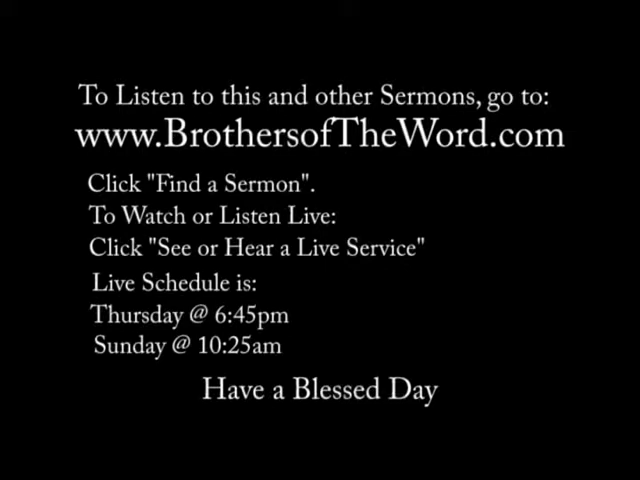 To Listen to this and other Sermons, go to:
www.BrothersofTheWord.com
Click "Find a Sermon".
To Watch or Listen Live:
Click "See or Hear a Live Service"
Live Schedule is:
Thursday @ 6:45pm
Sunday @ 10:25am
Have a Blessed Day